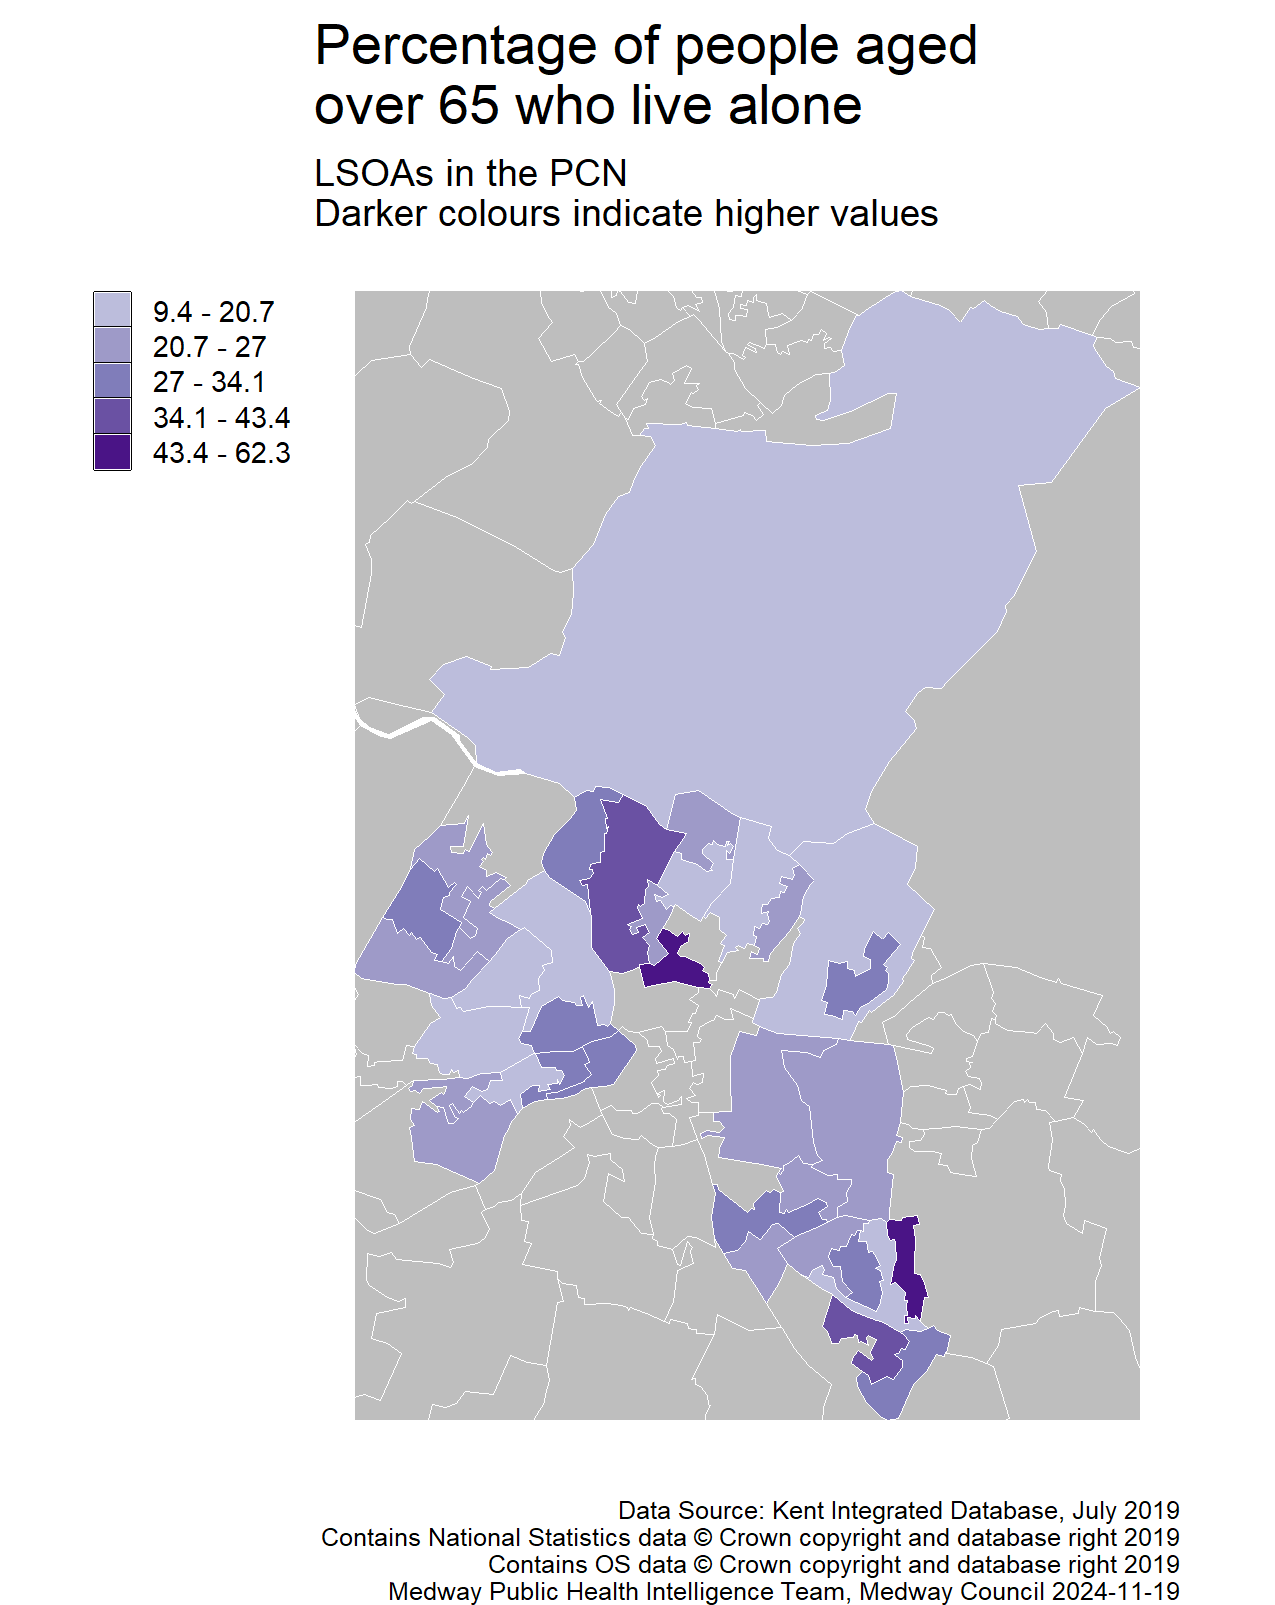 Percentage of people aged
over 65 who live alone
LSOAs in the PCN
Darker colours indicate higher values
9.4 - 20.7
20.7 - 27
27 - 34.1
34.1 - 43.4
43.4 - 62.3
Data Source: Kent Integrated Database, July 2019
Contains National Statistics data © Crown copyright and database right 2019
Contains OS data © Crown copyright and database right 2019
Medway Public Health Intelligence Team, Medway Council 2024-11-19